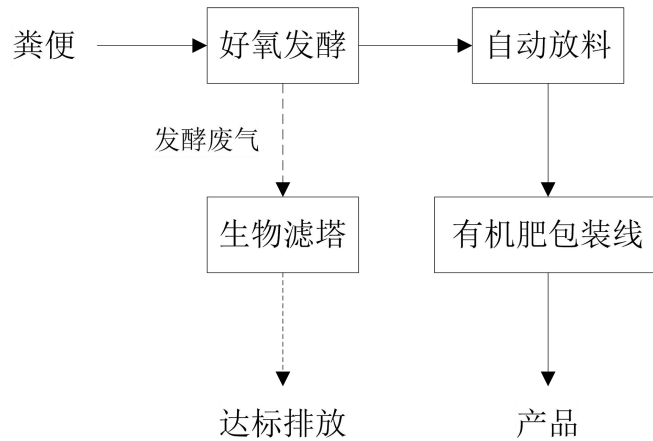 粪便
好氧发酵
自动放料
发酵废气
生物滤塔
有机肥包装线
达标排放
产品